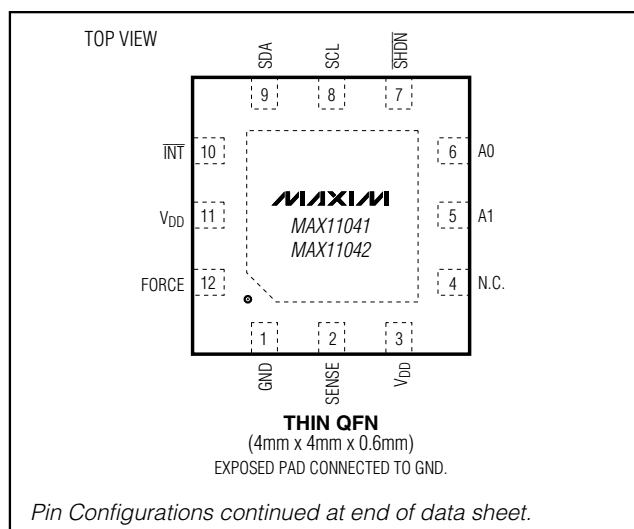 TOP VIEW
SDA
SCL
SHDN
9
8
7
INT
10
6
A0
MAXIM
VDD
11
MAX11041
MAX11042
5
A1
FORCE
12
4
N.C.
1
2
3
GND
SENSE
VDD
THIN QFN
(4mm x 4mm x 0.6mm)
EXPOSED PAD CONNECTED TO GND.
Pin Configurations continued at end of data sheet.